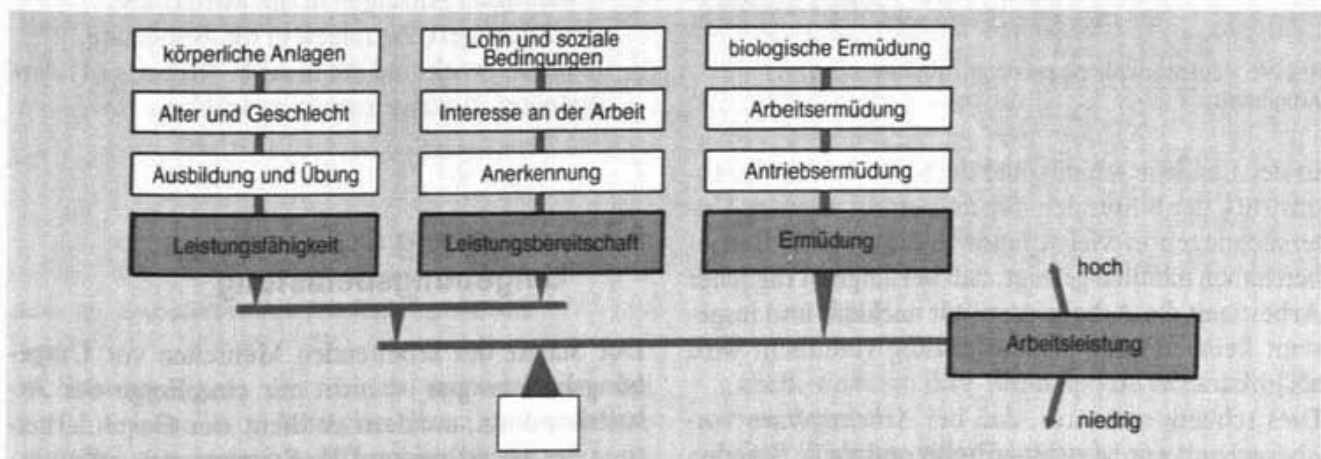 körperliche Anlagen
Alter und Geschlecht
Ausbildung und Übung
Leistungsfähigkeit
Lohn und soziale
Bedingungen
Interesse an der Arbeit
Anerkennung
Leistungsbereitschaft
biologische Ermüdung
Arbeitsermüdung
Antriebsermüdung
Ermüdung
hoch
Arbeitsleistung
niedrig